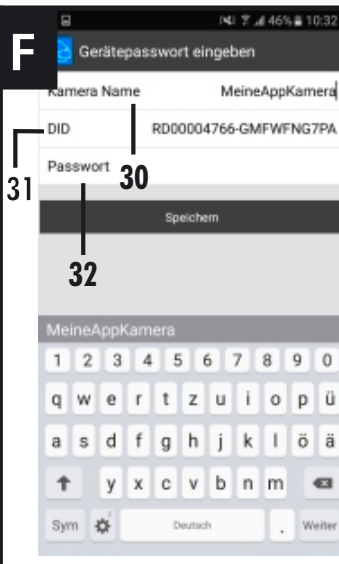 F
46% 10:32
Gerätepasswort eingeben
Kamera Name MeineAppKamera
DID RD00004766-GMFWFNG7PA
Passwort
30
31
32
Speichern
MeineAppKamera
1 2 3 4 5 6 7 8 9 0
q w e r t z u i o p ü
a s d f g h j k l ö ä
y x c v b n m
Sym Deutsch . Weiter